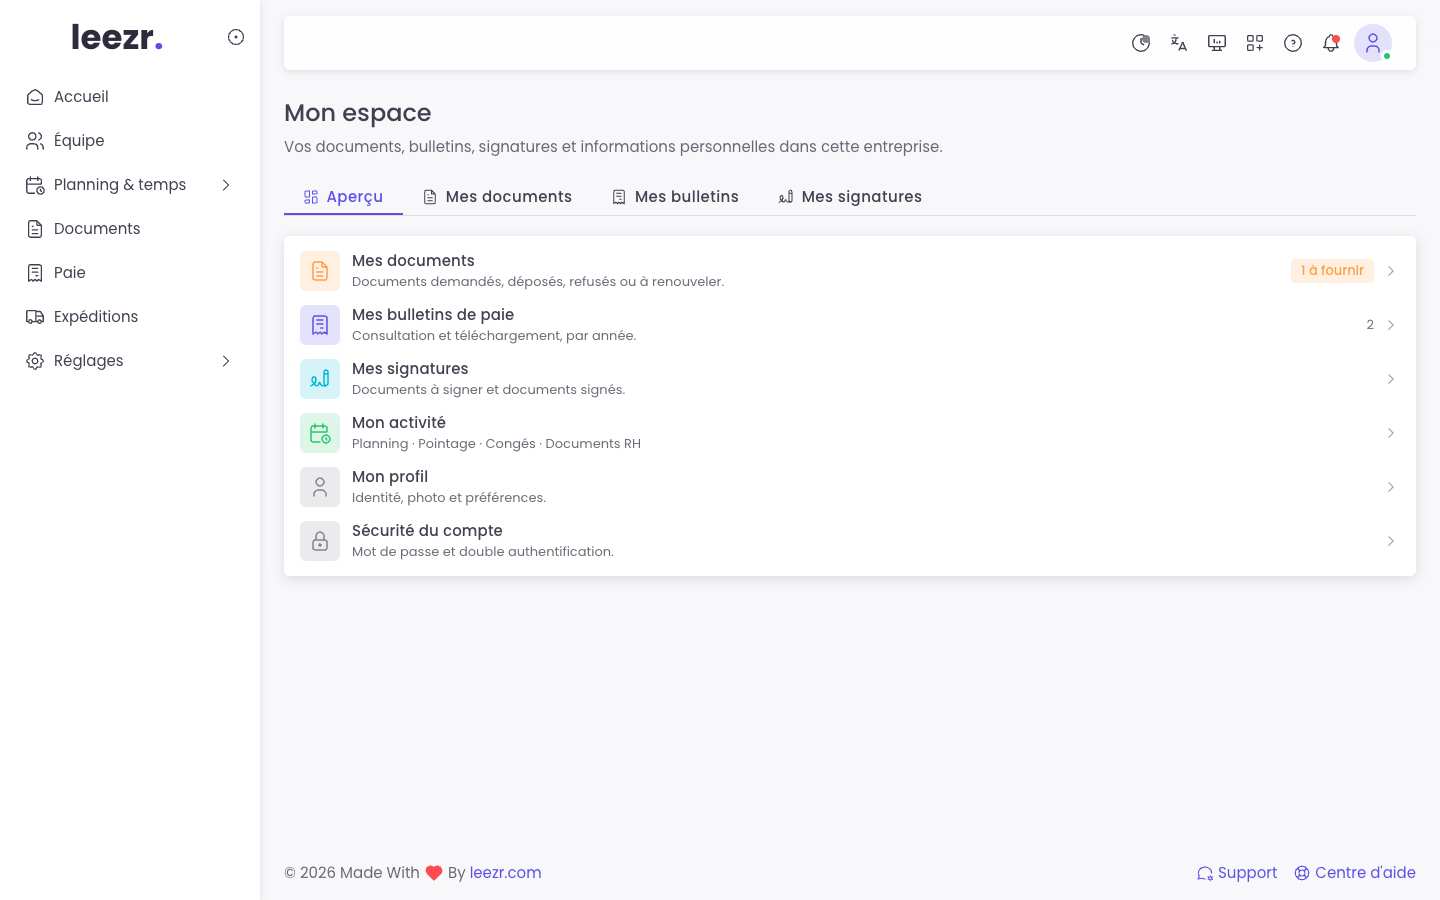 leezr.
Accueil
Équipe
Planning & temps
Documents
Paie
Expéditions
Réglages
Mon espace
Vos documents, bulletins, signatures et informations personnelles dans cette entreprise.
Aperçu
Mes documents
Mes bulletins
Mes signatures
Mes documents
Documents demandés, déposés, refusés ou à renouveler.
1 à fournir
Mes bulletins de paie
Consultation et téléchargement, par année.
2
Mes signatures
Documents à signer et documents signés.
Mon activité
Planning · Pointage · Congés · Documents RH
Mon profil
Identité, photo et préférences.
Sécurité du compte
Mot de passe et double authentification.
© 2026 Made With By leezr.com
Support
Centre d'aide